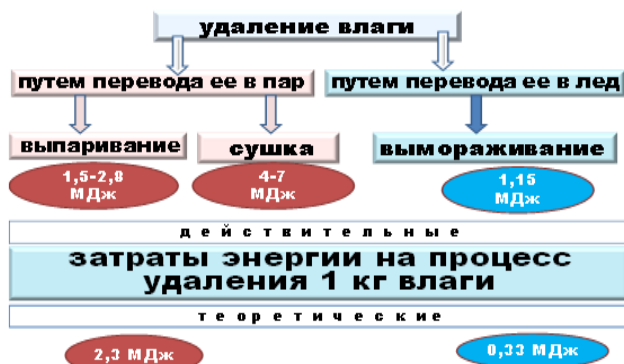 удаление влаги
путем перевода ее в пар
путем перевода ее в лед
выпаривание
сушка
вымораживание
1,5-2,8
МДж
4-7
МДж
1,15
МДж
действительные
затраты энергии на процесс
удаления 1 кг влаги
теоретические
2,3 МДж
0,33 МДж